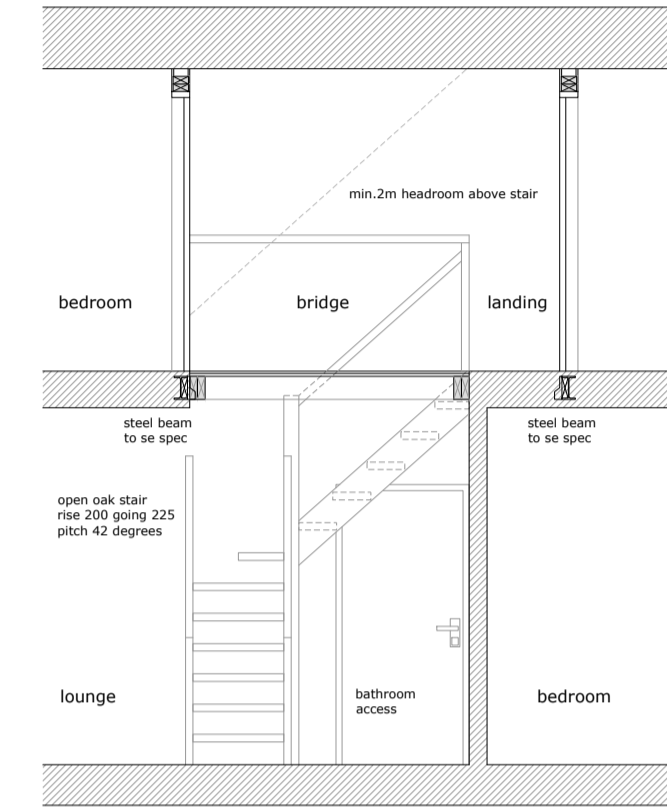 min.2m headroom above stair
bedroom
bridge
landing
steel beam
to se spec
steel beam
to se spec
open oak stair
rise 200 going 225
pitch 42 degrees
lounge
bathroom
access
bedroom